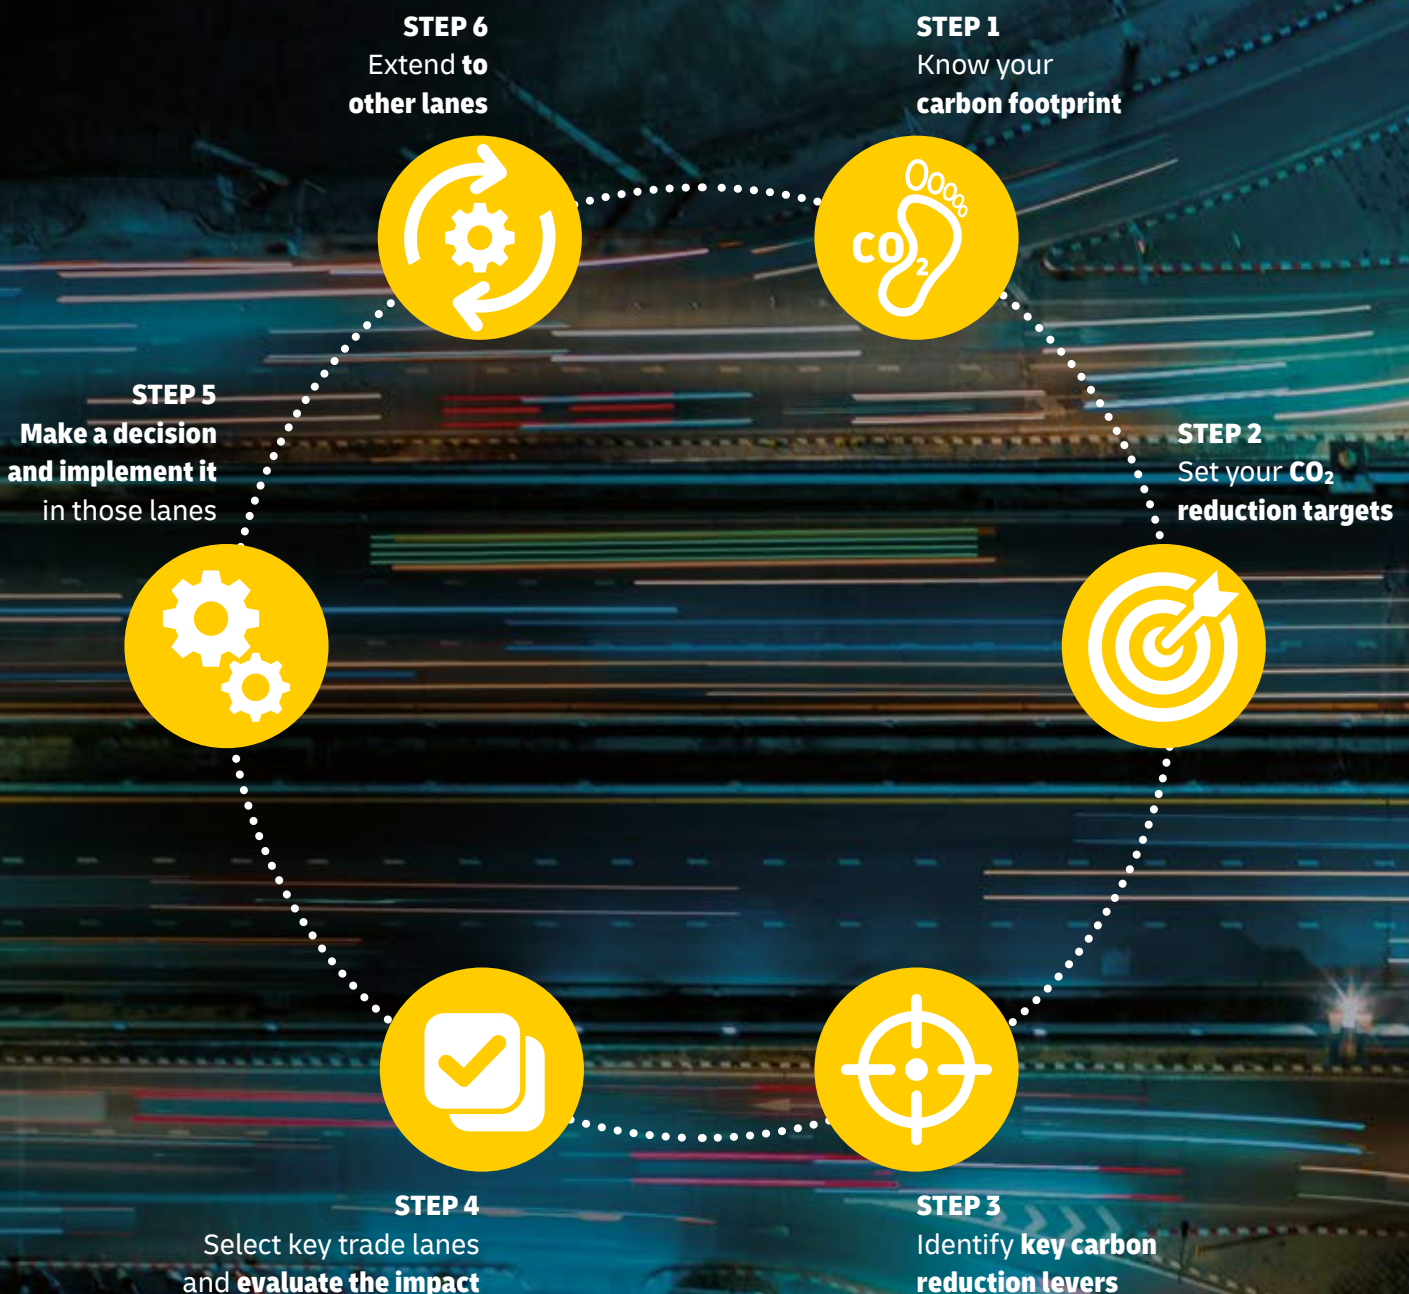 STEP 1
Know your
carbon footprint
CO₂
STEP 2
Set your CO₂
reduction targets
STEP 3
Identify key carbon
reduction levers
STEP 4
Select key trade lanes
and evaluate the impact
STEP 5
Make a decision
and implement it
in those lanes
STEP 6
Extend to
other lanes